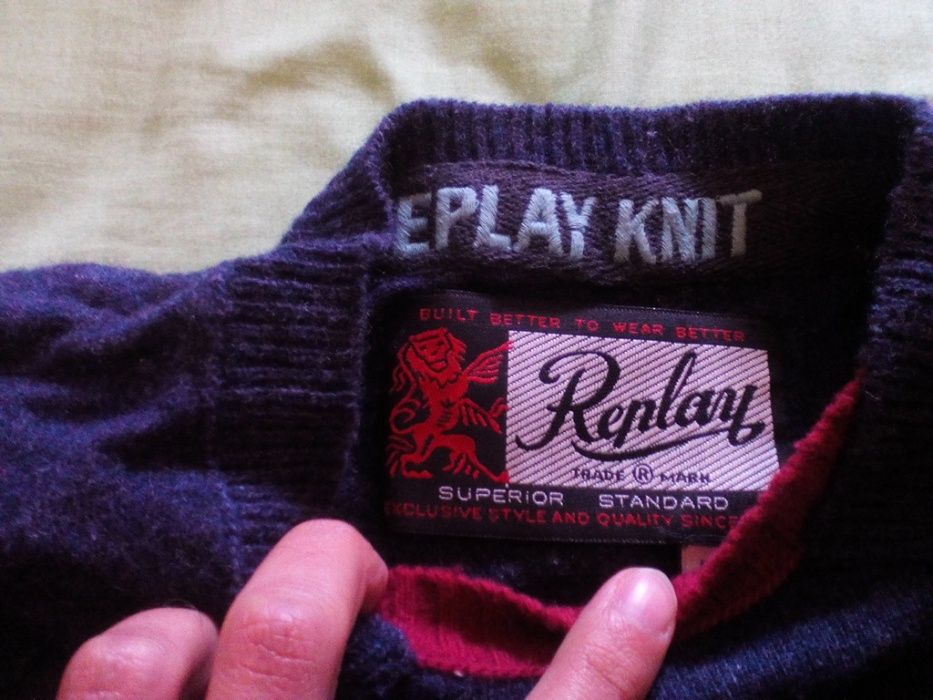 EPLAY KNIT
BUILT BETTER TO WEAR BETTER
Replay
TRADE ® MARK
SUPERIOR STANDARD
EXCLUSIVE STYLE AND QUALITY SINCE